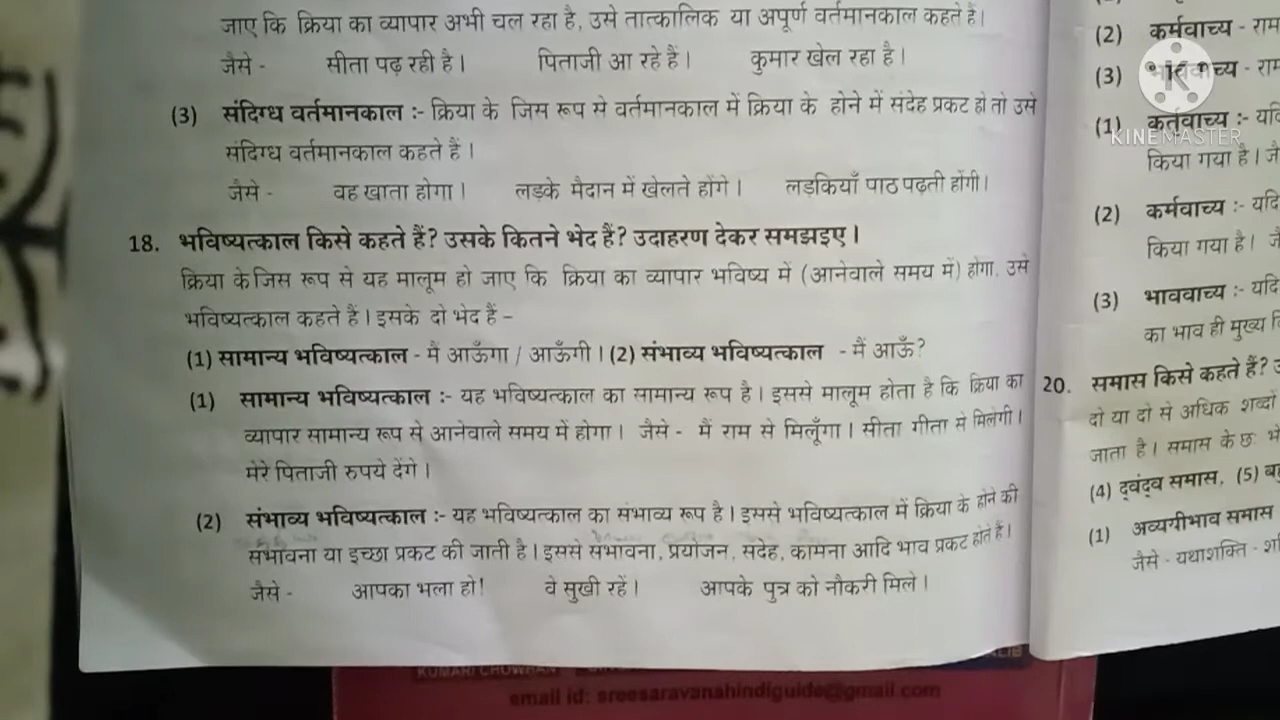 जाए कि क्रिया का व्यापार अभी चल रहा है, उसे तात्कालिक या अपूर्ण वर्तमानकाल कहते हैं।
जैसे - सीता पढ़ रही है। पिताजी आ रहे हैं। कुमार खेल रहा है।
(3) संदिग्ध वर्तमानकाल :- क्रिया के जिस रूप से वर्तमानकाल में क्रिया के होने में संदेह प्रकट हो तो उसे
संदिग्ध वर्तमानकाल कहते हैं।
जैसे - वह खाता होगा। लड़के मैदान में खेलते होंगे। लड़कियाँ पाठ पढ़ती होंगी।
18. भविष्यत्काल किसे कहते हैं? उसके कितने भेद हैं? उदाहरण देकर समझइए।
क्रिया के जिस रूप से यह मालूम हो जाए कि क्रिया का व्यापार भविष्य में (आनेवाले समय में) होगा, उसे
भविष्यत्काल कहते हैं। इसके दो भेद हैं –
(1) सामान्य भविष्यत्काल - मैं आऊँगा / आऊँगी। (2) संभाव्य भविष्यत्काल - मैं आऊँ?
(1) सामान्य भविष्यत्काल :- यह भविष्यत्काल का सामान्य रूप है। इससे मालूम होता है कि क्रिया का
व्यापार सामान्य रूप से आनेवाले समय में होगा। जैसे - मैं राम से मिलूँगा। सीता गीता से मिलेगी।
मेरे पिताजी रुपये देंगे।
(2) संभाव्य भविष्यत्काल :- यह भविष्यत्काल का संभाव्य रूप है। इससे भविष्यत्काल में क्रिया के होने की
संभावना या इच्छा प्रकट की जाती है। इससे संभावना, प्रयोजन, संदेह, कामना आदि भाव प्रकट होते हैं।
जैसे - आपका भला हो! वे सुखी रहें। आपके पुत्र को नौकरी मिले।
(2) कर्मवाच्य - राम
(3) भाववाच्य - राम
(1) कर्तृवाच्य :- यदि
किया गया है। जै
(2) कर्मवाच्य :- यदि
किया गया है। जै
(3) भाववाच्य :- यदि
का भाव ही मुख्य
20. समास किसे कहते हैं?
दो या दो से अधिक शब्दों
जाता है। समास के छः भे
(4) द्वंद्व समास, (5)
(1) अव्ययीभाव समास
जैसे - यथाशक्ति -
K
KINEMASTER
KUMARI CHOWHAN
email id: sreesaravanahindiguide@gmail.com